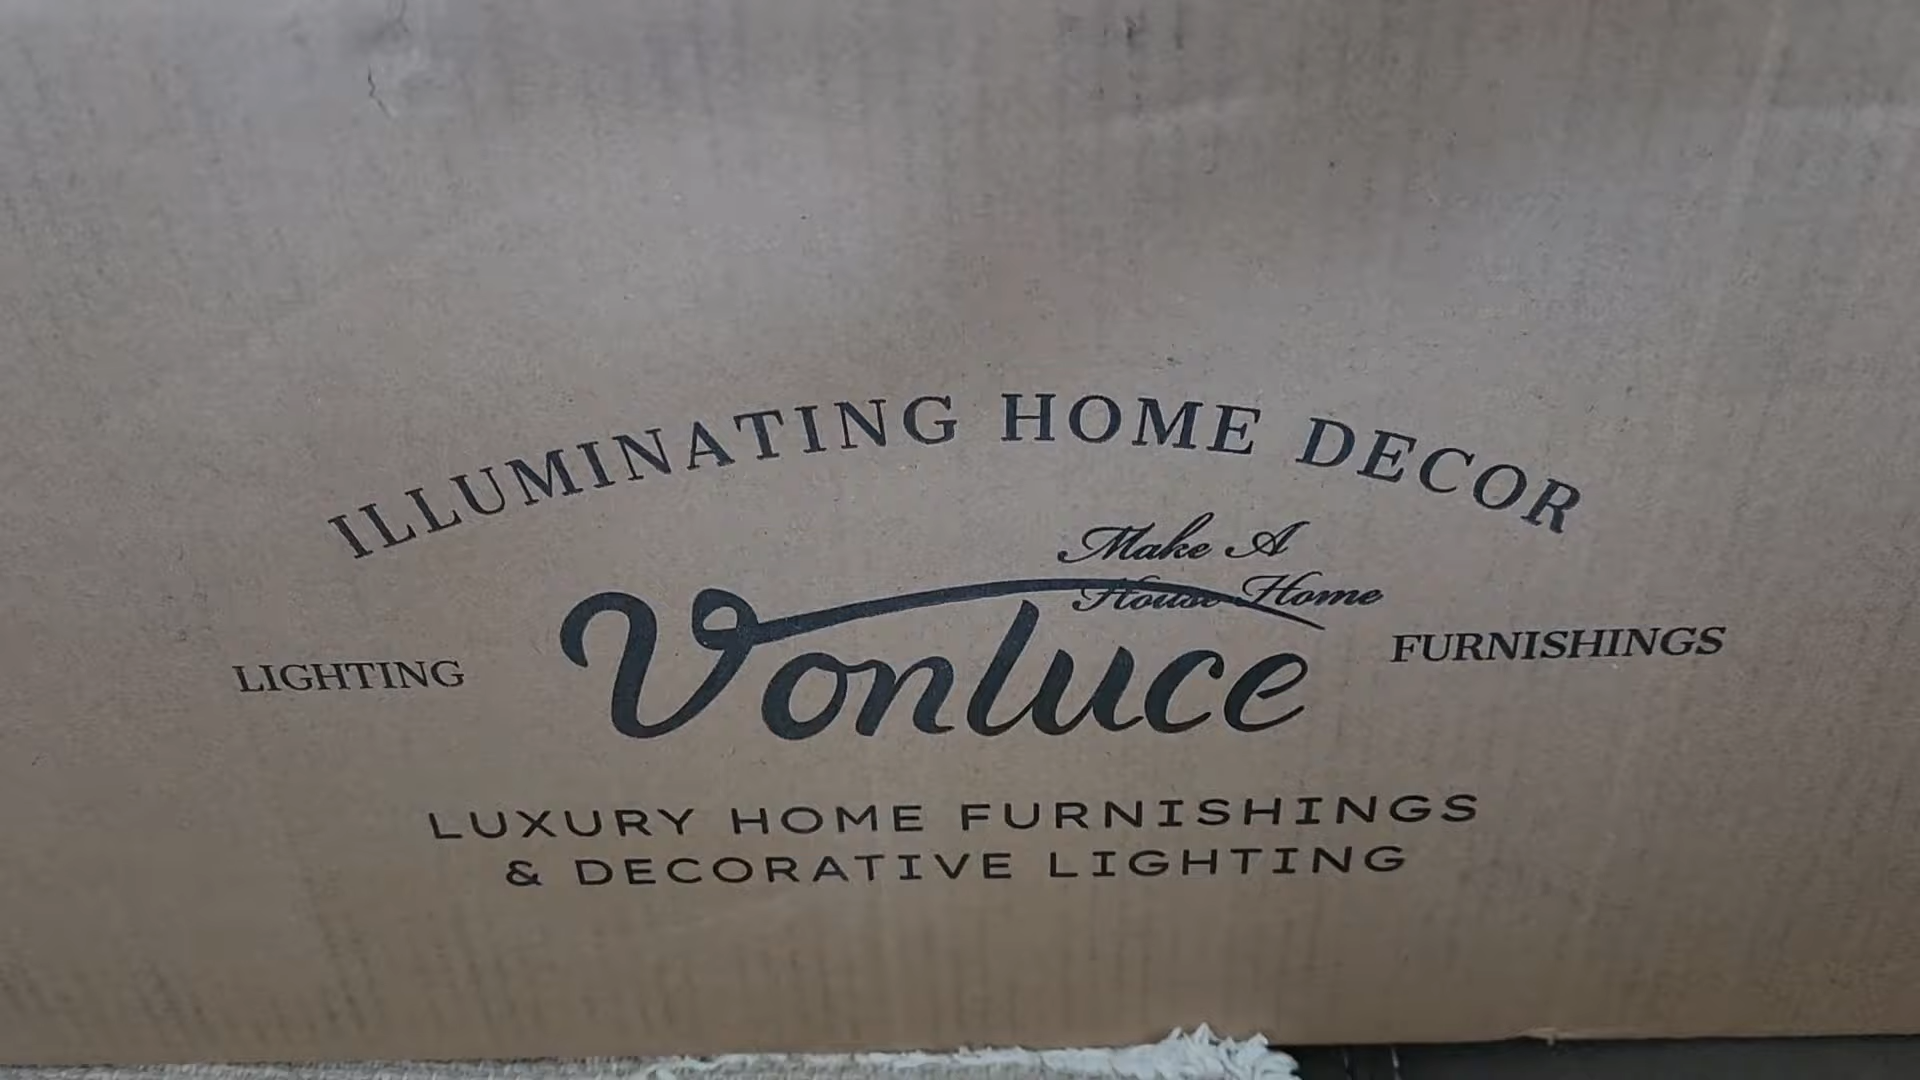 ILLUMINATING HOME DECOR
Make A
House Home
LIGHTING
Vonluce
FURNISHINGS
LUXURY HOME FURNISHINGS
& DECORATIVE LIGHTING